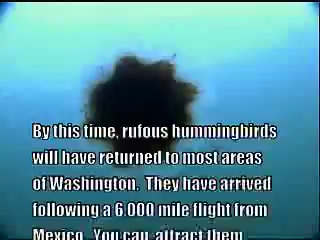 By this time, rufous hummingbirds
will have returned to most areas
of Washington.  They have arrived
following a 6,000 mile flight from
Mexico.  You can  attract them